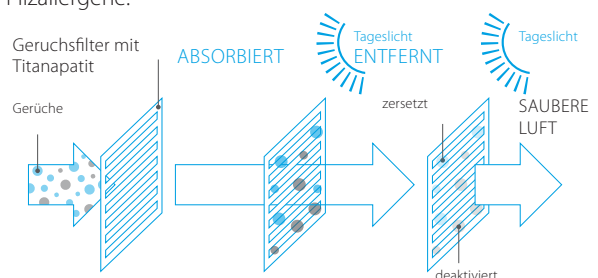 Pilzallergene.
Geruchsfilter mit
Titanapatit
Gerüche
ABSORBIERT
Tageslicht
ENTFERNT
zersetzt
Tageslicht
SAUBERE
LUFT
deaktiviert